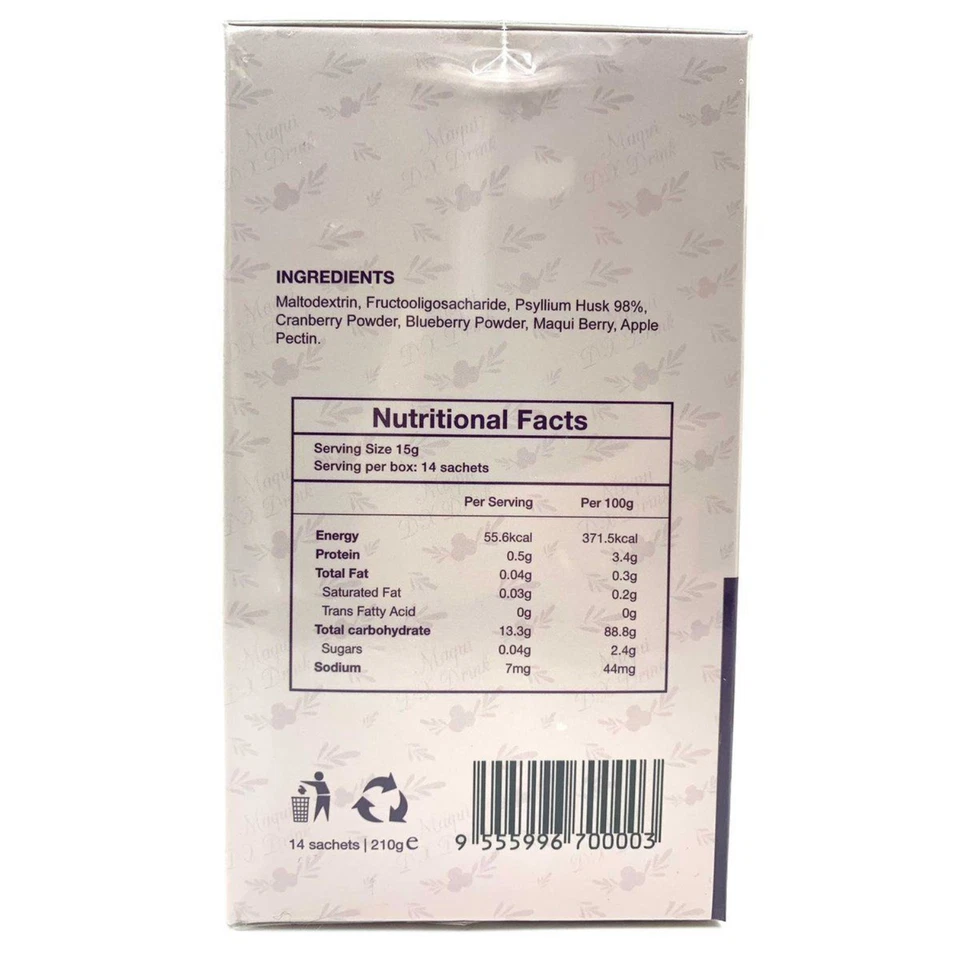 Maqui
D.X Drink
INGREDIENTS
Maltodextrin, Fructooligosacharide, Psyllium Husk 98%,
Cranberry Powder, Blueberry Powder, Maqui Berry, Apple
Pectin.
Nutritional Facts
Serving Size 15g
Serving per box: 14 sachets
Per Serving Per 100g
Energy 55.6kcal 371.5kcal
Protein 0.5g 3.4g
Total Fat 0.04g 0.3g
Saturated Fat 0.03g 0.2g
Trans Fatty Acid 0g 0g
Total carbohydrate 13.3g 88.8g
Sugars 0.04g 2.4g
Sodium 7mg 44mg
14 sachets | 210g e
9 555996 700003